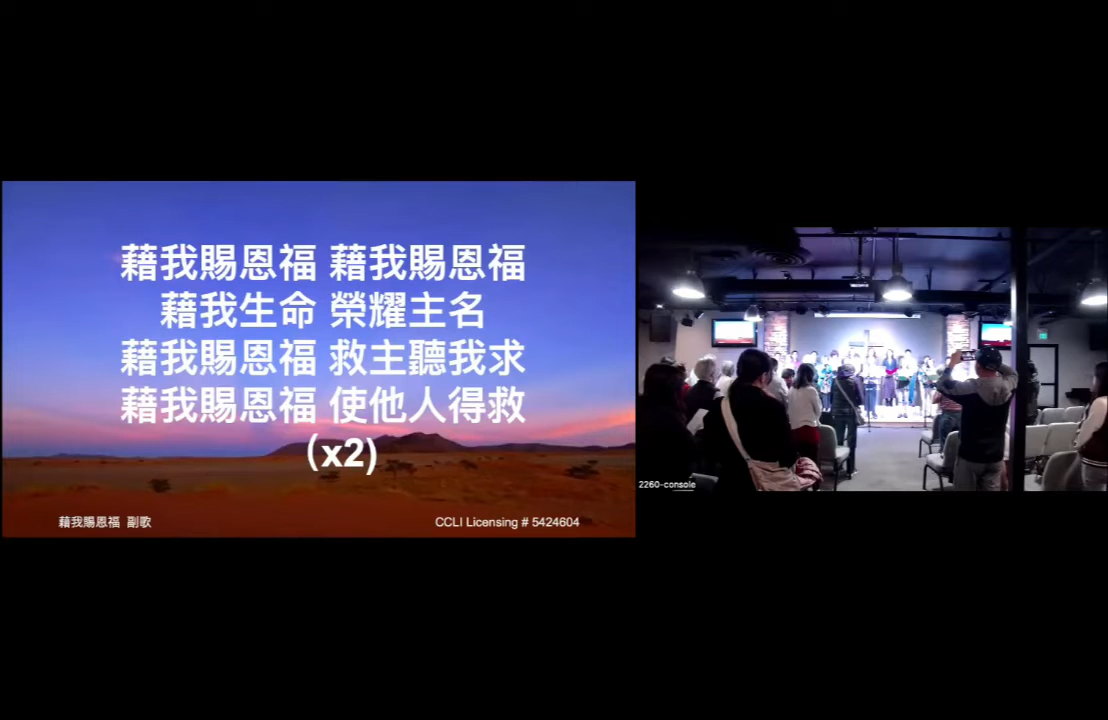 藉我賜恩福 藉我賜恩福
藉我生命 榮耀主名
藉我賜恩福 救主聽我求
藉我賜恩福 使他人得救
(x2)
藉我賜恩福 副歌
CCLI Licensing # 5424604
2260-console